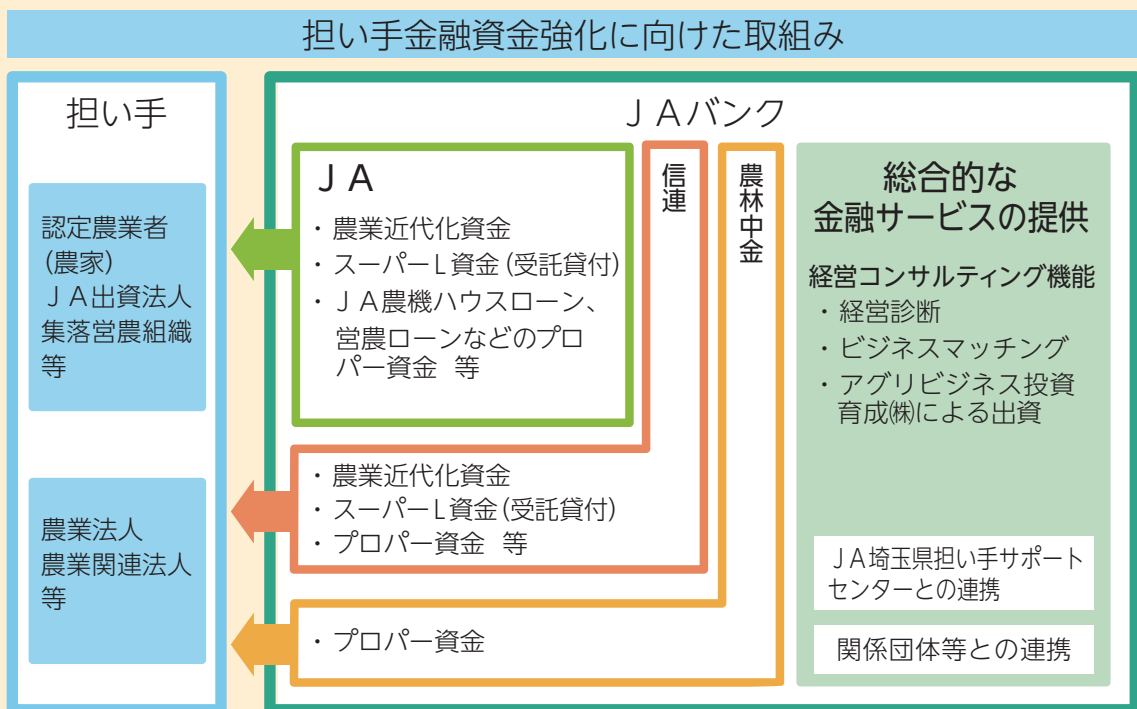 担い手金融資金強化に向けた取組み
担い手
認定農業者
(農家)
ＪＡ出資法人
集落営農組織
等
農業法人
農業関連法人
等
ＪＡバンク
ＪＡ
・農業近代化資金
・スーパーL資金(受託貸付)
・ＪＡ農機ハウスローン、
営農ローンなどのプロ
パー資金 等
信連
・農業近代化資金
・スーパーL資金(受託貸付)
・プロパー資金 等
農林中金
・プロパー資金
総合的な
金融サービスの提供
経営コンサルティング機能
・経営診断
・ビジネスマッチング
・アグリビジネス投資
育成㈱による出資
ＪＡ埼玉県担い手サポート
センターとの連携
関係団体等との連携